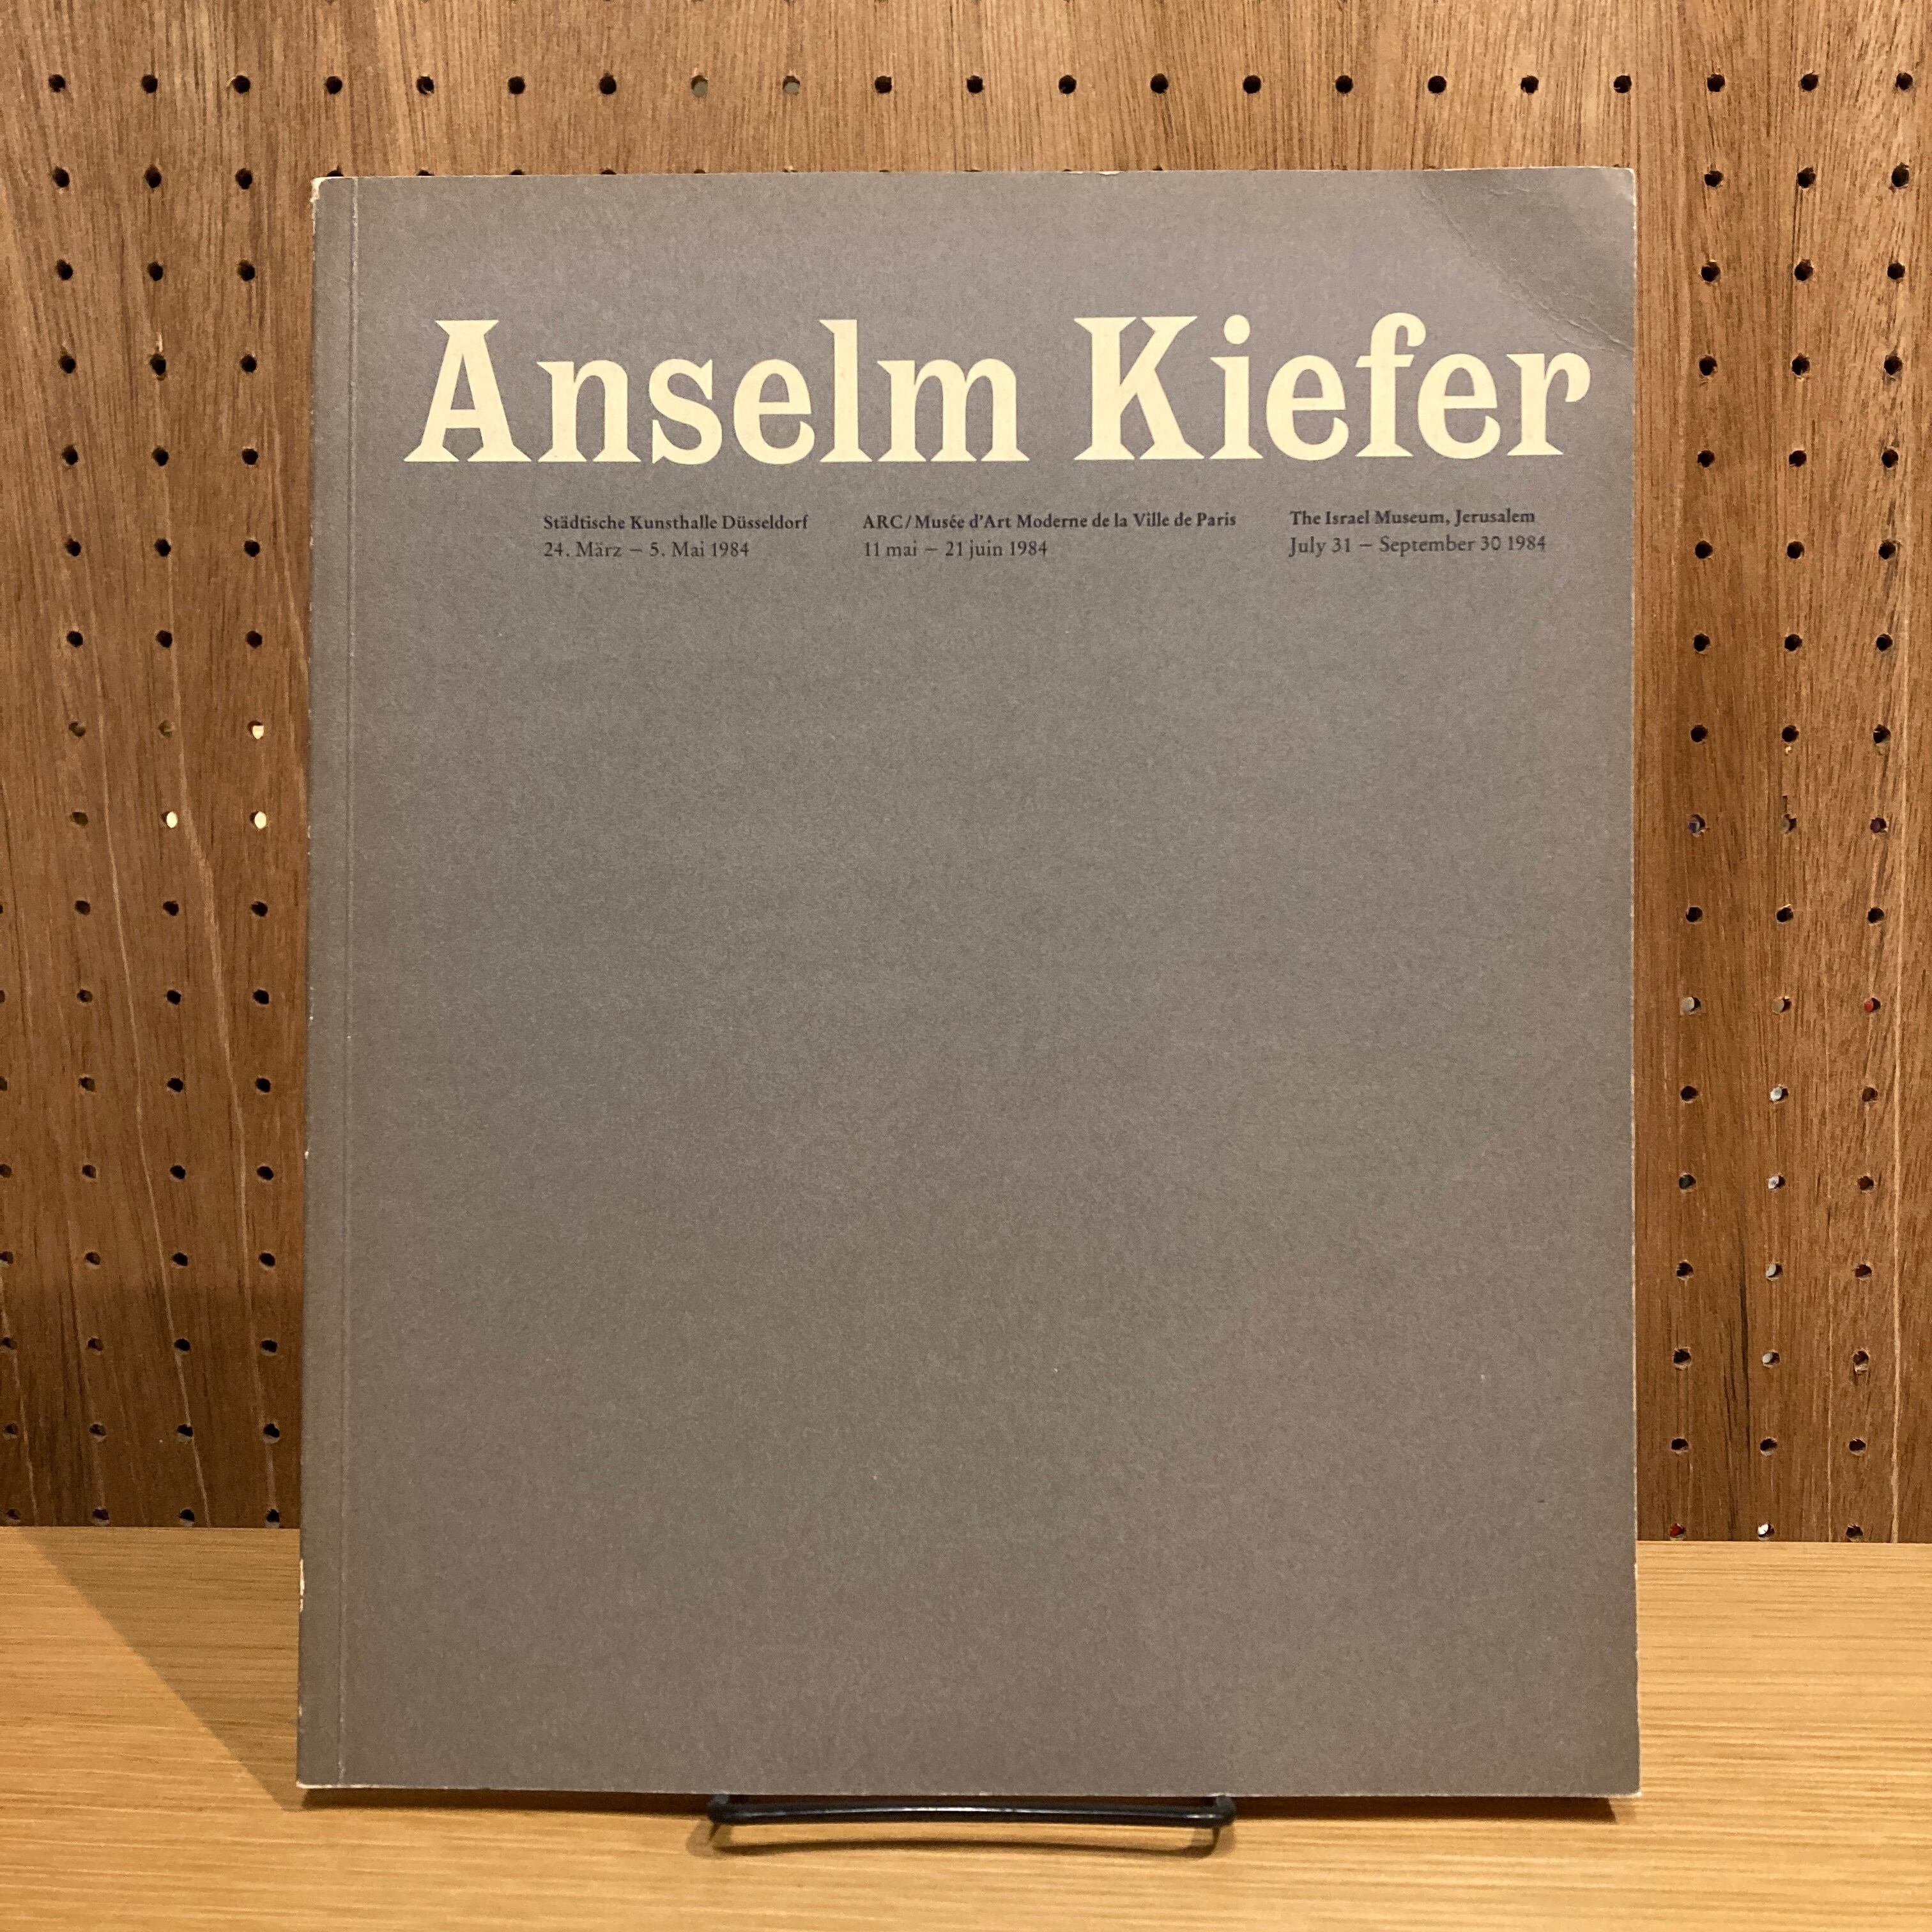 Anselm Kiefer
Städtische Kunsthalle Düsseldorf
24. März – 5. Mai 1984
ARC/Musée d'Art Moderne de la Ville de Paris
11 mai – 21 juin 1984
The Israel Museum, Jerusalem
July 31 – September 30 1984